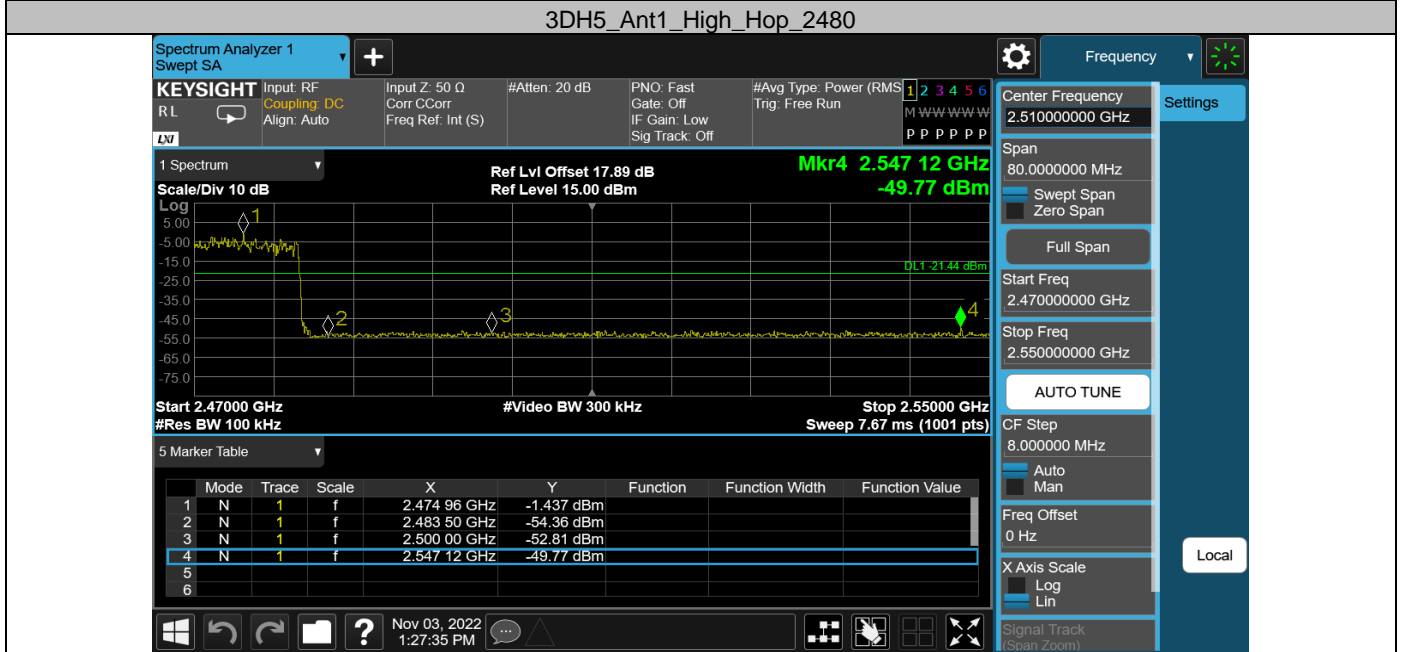 3DH5_Ant1_High_Hop_2480
Spectrum Analyzer 1
Swept SA
+
Frequency
KEYSIGHT
RL
LXI
Input: RF
Coupling: DC
Align: Auto
Input Z: 50 Ω
Corr CCorr
Freq Ref: Int (S)
#Atten: 20 dB
PNO: Fast
Gate: Off
IF Gain: Low
Sig Track: Off
#Avg Type: Power (RMS
Trig: Free Run
1 2 3 4 5 6
M W W W W W
P P P P P P
1 Spectrum
Scale/Div 10 dB
Ref Lvl Offset 17.89 dB
Ref Level 15.00 dBm
Mkr4 2.547 12 GHz
-49.77 dBm
Log
5.00
-5.00
-15.0
-25.0
-35.0
-45.0
-55.0
-65.0
-75.0
1
2
3
4
DL1 -21.44 dBm
Start 2.47000 GHz
#Res BW 100 kHz
#Video BW 300 kHz
Stop 2.55000 GHz
Sweep 7.67 ms (1001 pts)
5 Marker Table
Mode Trace Scale X Y Function Function Width Function Value
1 N 1 f 2.474 96 GHz -1.437 dBm
2 N 1 f 2.483 50 GHz -54.36 dBm
3 N 1 f 2.500 00 GHz -52.81 dBm
4 N 1 f 2.547 12 GHz -49.77 dBm
5
6
?
Nov 03, 2022
1:27:35 PM
Center Frequency
2.510000000 GHz
Settings
Span
80.0000000 MHz
Swept Span
Zero Span
Full Span
Start Freq
2.470000000 GHz
Stop Freq
2.550000000 GHz
AUTO TUNE
CF Step
8.000000 MHz
Auto
Man
Freq Offset
0 Hz
X Axis Scale
Log
Lin
Local
Signal Track
(Span Zoom)